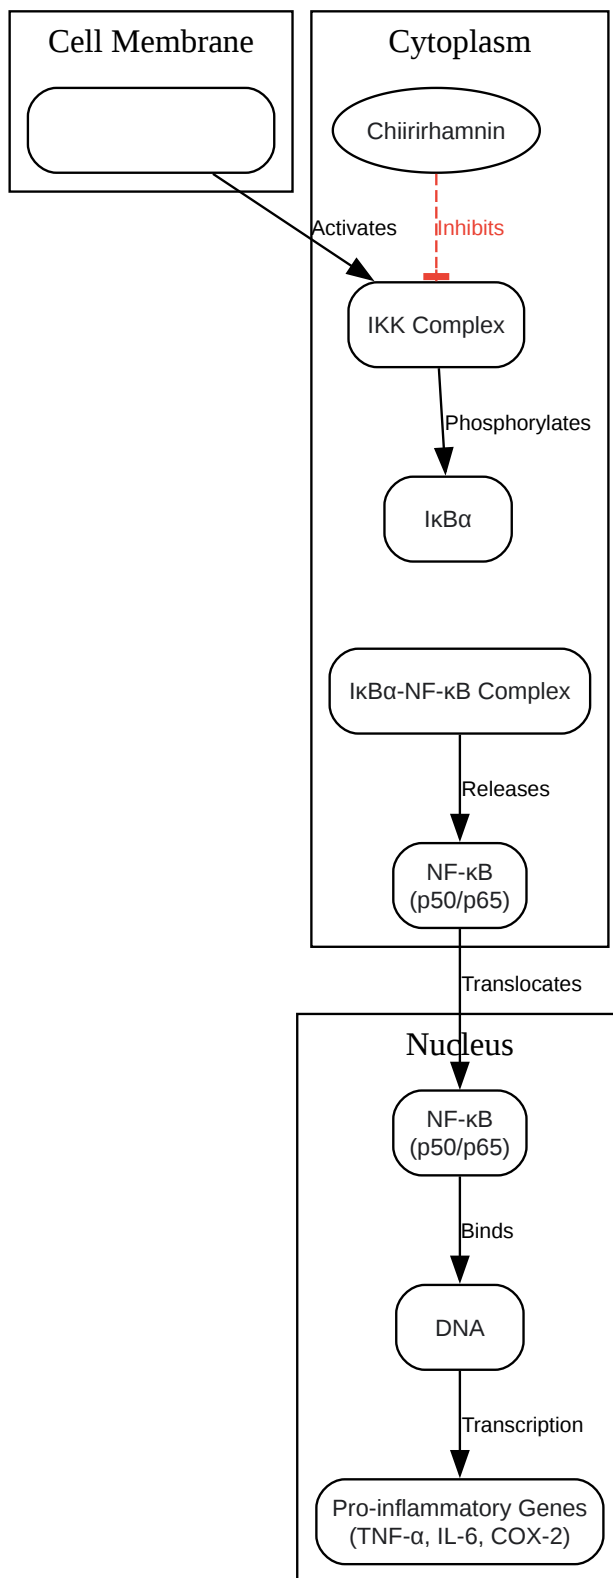 Cell Membrane
Cytoplasm
Chiirirhamnin
Activates
Inhibits
IKK Complex
Phosphorylates
IκBα
IκBα-NF-κB Complex
Releases
NF-κB
(p50/p65)
Translocates
Nucleus
NF-κB
(p50/p65)
Binds
DNA
Transcription
Pro-inflammatory Genes
(TNF-α, IL-6, COX-2)